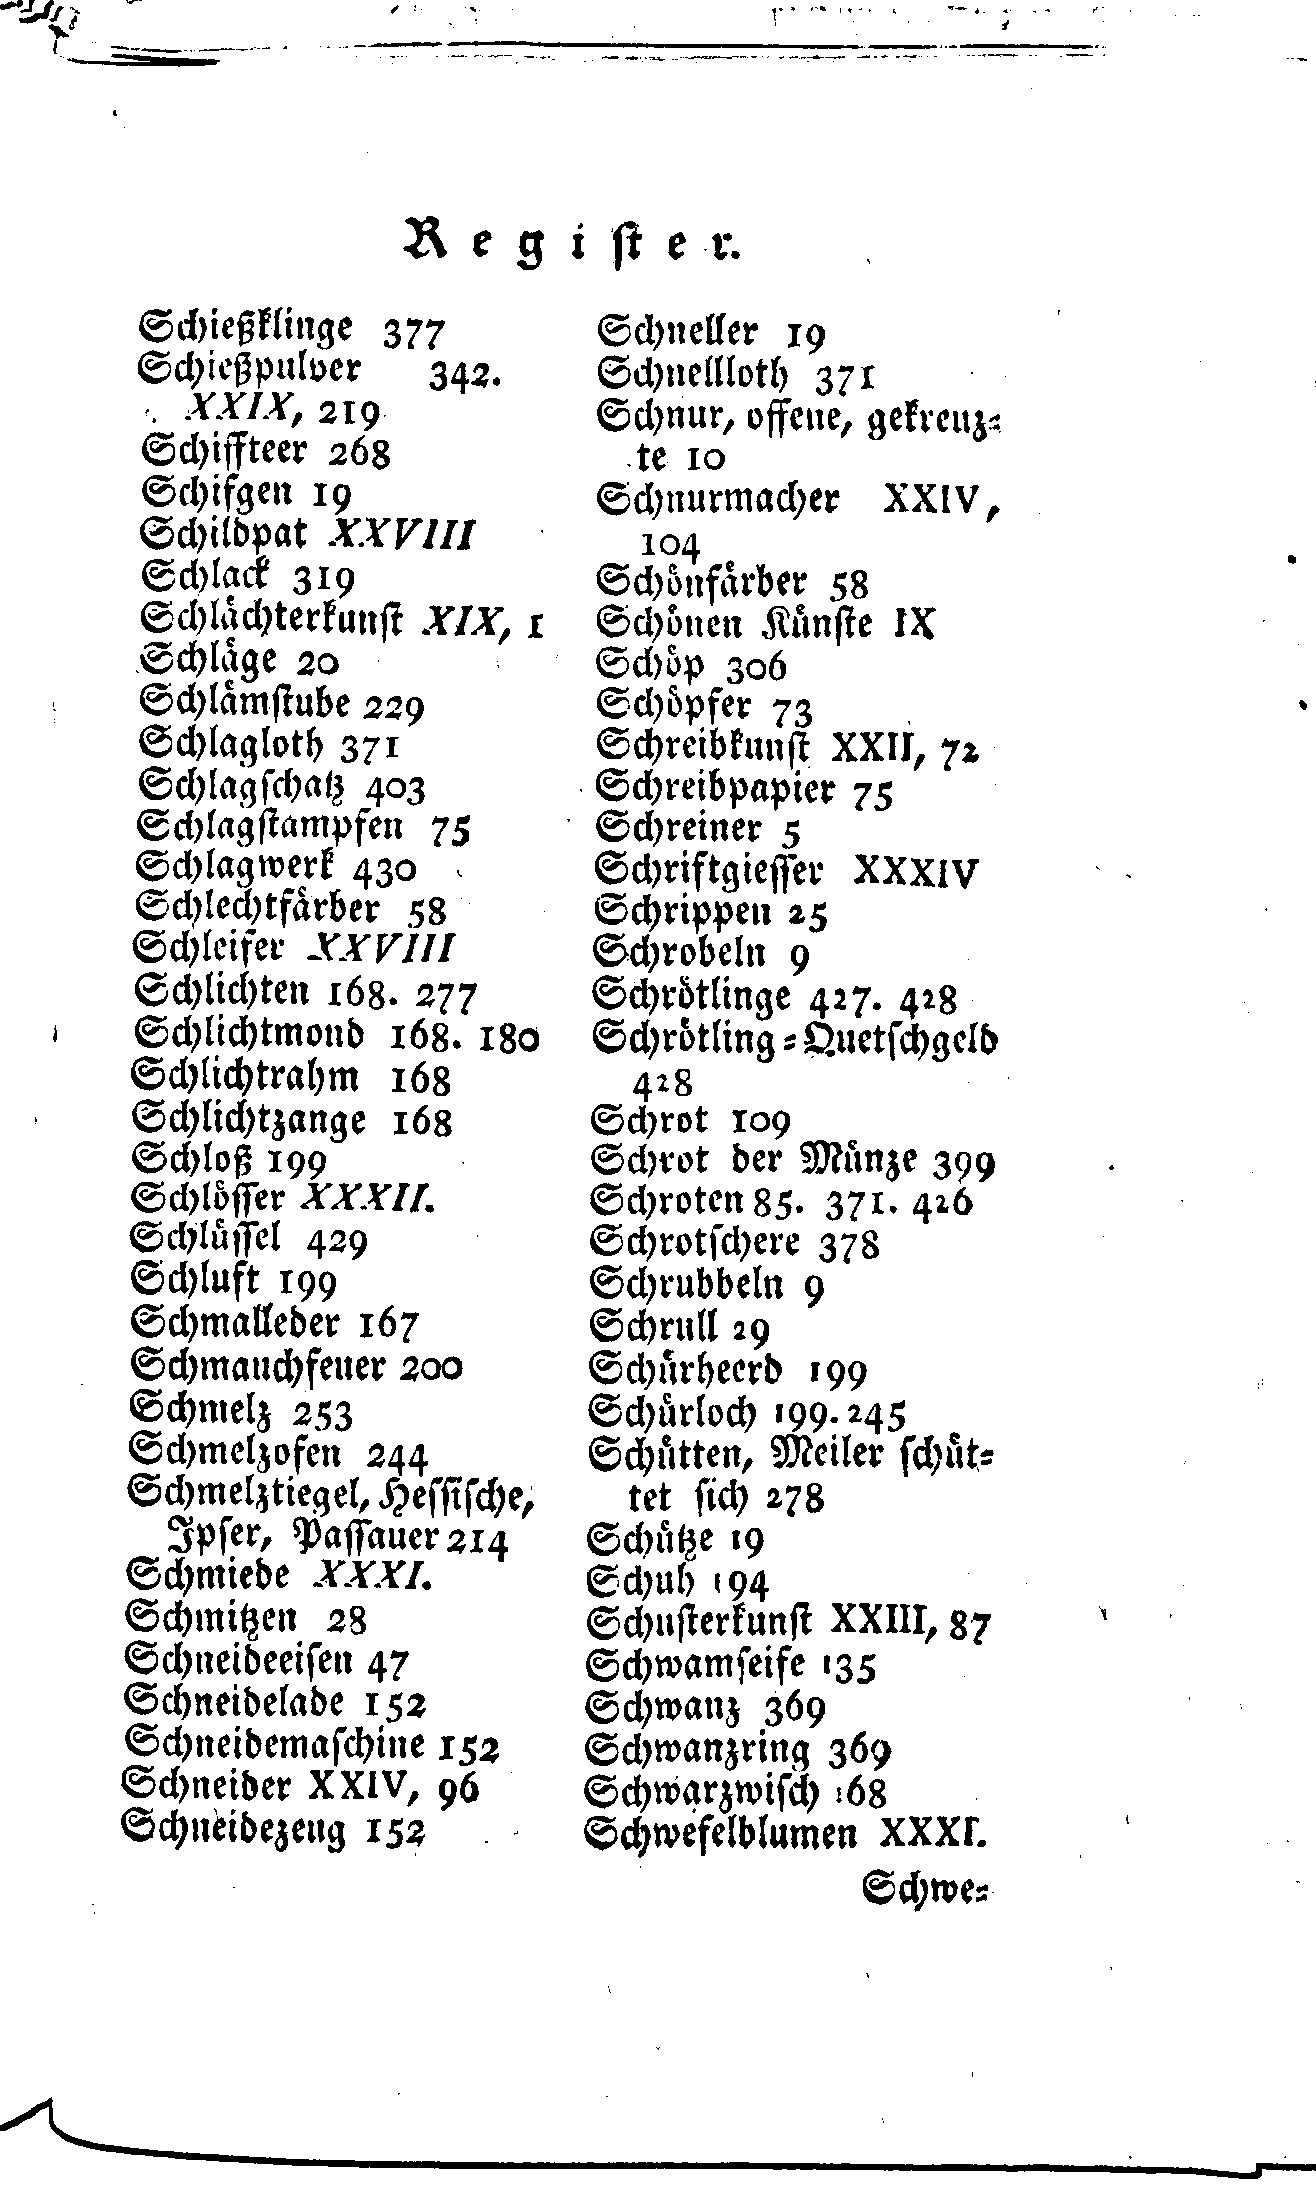 Register.
Schießklinge 377
Schießpulver 342.
XXIX, 219
Schiffteer 268
Schifgen 19
Schildpat XXVIII
Schlack 319
Schlächterkunst XIX, 1
Schläge 20
Schlämstube 229
Schlagloth 371
Schlagschatz 403
Schlagstampfen 75
Schlagwerk 430
Schlechtfärber 58
Schleifer XXVIII
Schlichten 168. 277
Schlichtmond 168. 180
Schlichtrahm 168
Schlichtzange 168
Schloß 199
Schlösser XXXII.
Schlüssel 429
Schluft 199
Schmalleder 167
Schmauchfeuer 200
Schmelz 253
Schmelzofen 244
Schmelztiegel, Hessische,
Ipser, Passauer 214
Schmiede XXXI.
Schmitzen 28
Schneideeisen 47
Schneidelade 152
Schneidemaschine 152
Schneider XXIV, 96
Schneidezeug 152
Schneller 19
Schnellloth 371
Schnur, offene, gekreuz-
te 10
Schnurmacher XXIV,
104
Schönfärber 58
Schönen Künste IX
Schöp 306
Schöpfer 73
Schreibkunst XXII, 72
Schreibpapier 75
Schreiner 5
Schriftgiesser XXXIV
Schrippen 25
Schrobeln 9
Schrötlinge 427. 428
Schrötling-Quetschgeld
428
Schrot 109
Schrot der Münze 399
Schroten 85. 371. 426
Schrotschere 378
Schrubbeln 9
Schrull 29
Schürheerd 199
Schürloch 199. 245
Schütten, Meiler schüt-
tet sich 278
Schütze 19
Schuh 194
Schusterkunst XXIII, 87
Schwamseife 135
Schwanz 369
Schwanzring 369
Schwarzwisch 168
Schwefelblumen XXXI.
Schwe-